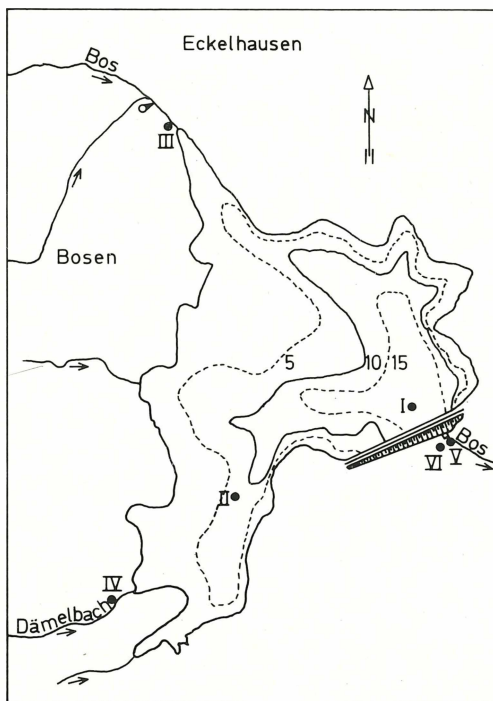 Eckelhausen
Bos
N
III
Bosen
5
10
15
I
Bos
VI
V
II
IV
Dämelbach